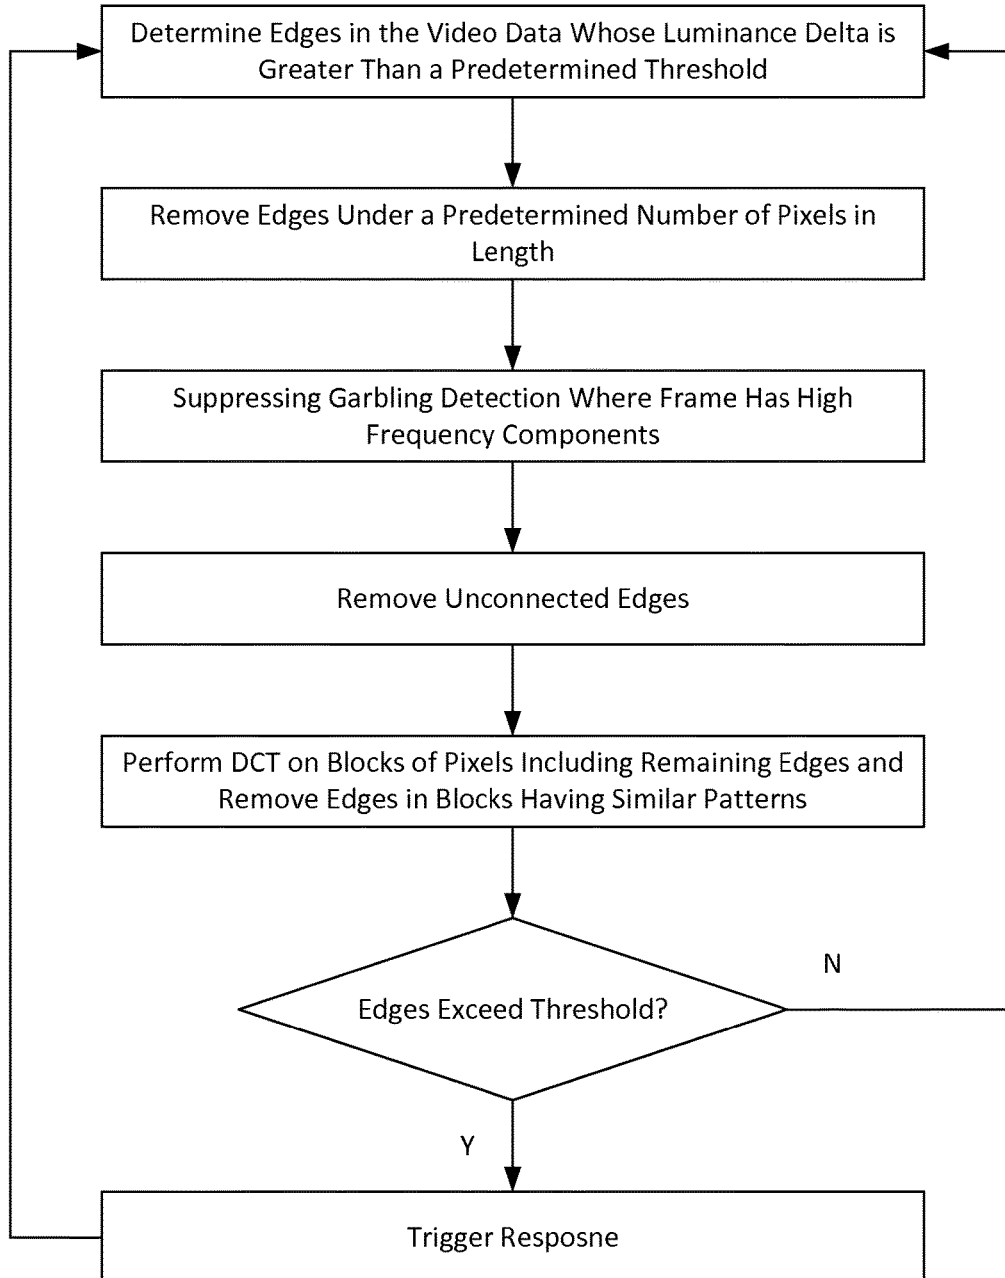 Determine Edges in the Video Data Whose Luminance Delta is
Greater Than a Predetermined Threshold
Remove Edges Under a Predetermined Number of Pixels in
Length
Suppressing Garbling Detection Where Frame Has High
Frequency Components
Remove Unconnected Edges
Perform DCT on Blocks of Pixels Including Remaining Edges and
Remove Edges in Blocks Having Similar Patterns
N
Edges Exceed Threshold?
Y
Trigger Resposne